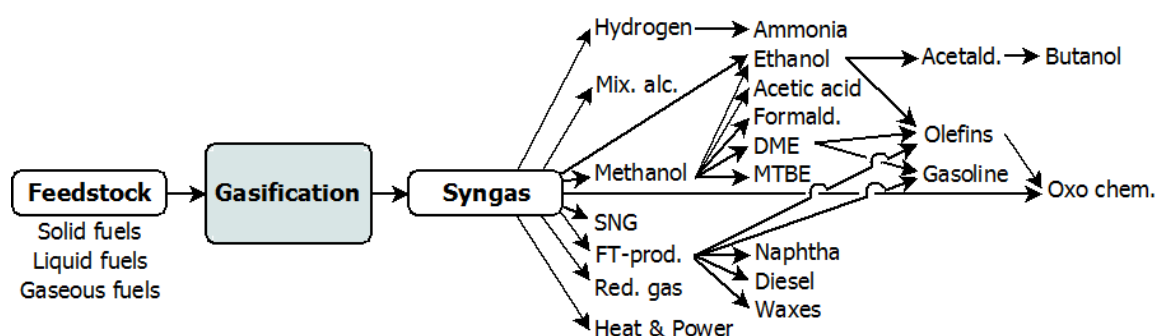 Feedstock
Solid fuels
Liquid fuels
Gaseous fuels
Gasification
Syngas
Hydrogen
Mix. alc.
Methanol
SNG
FT-prod.
Red. gas
Heat & Power
Ammonia
Ethanol
Acetic acid
Formald.
DME
MTBE
Naphtha
Diesel
Waxes
Acetald.
Olefins
Gasoline
Butanol
Oxo chem.